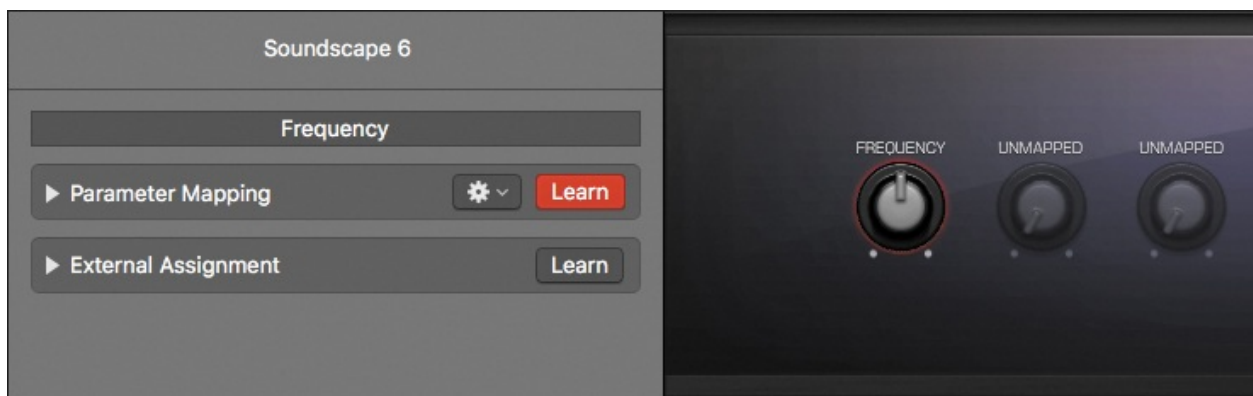 Soundscape 6
Frequency
Parameter Mapping Learn
External Assignment Learn
FREQUENCY UNMAPPED UNMAPPED